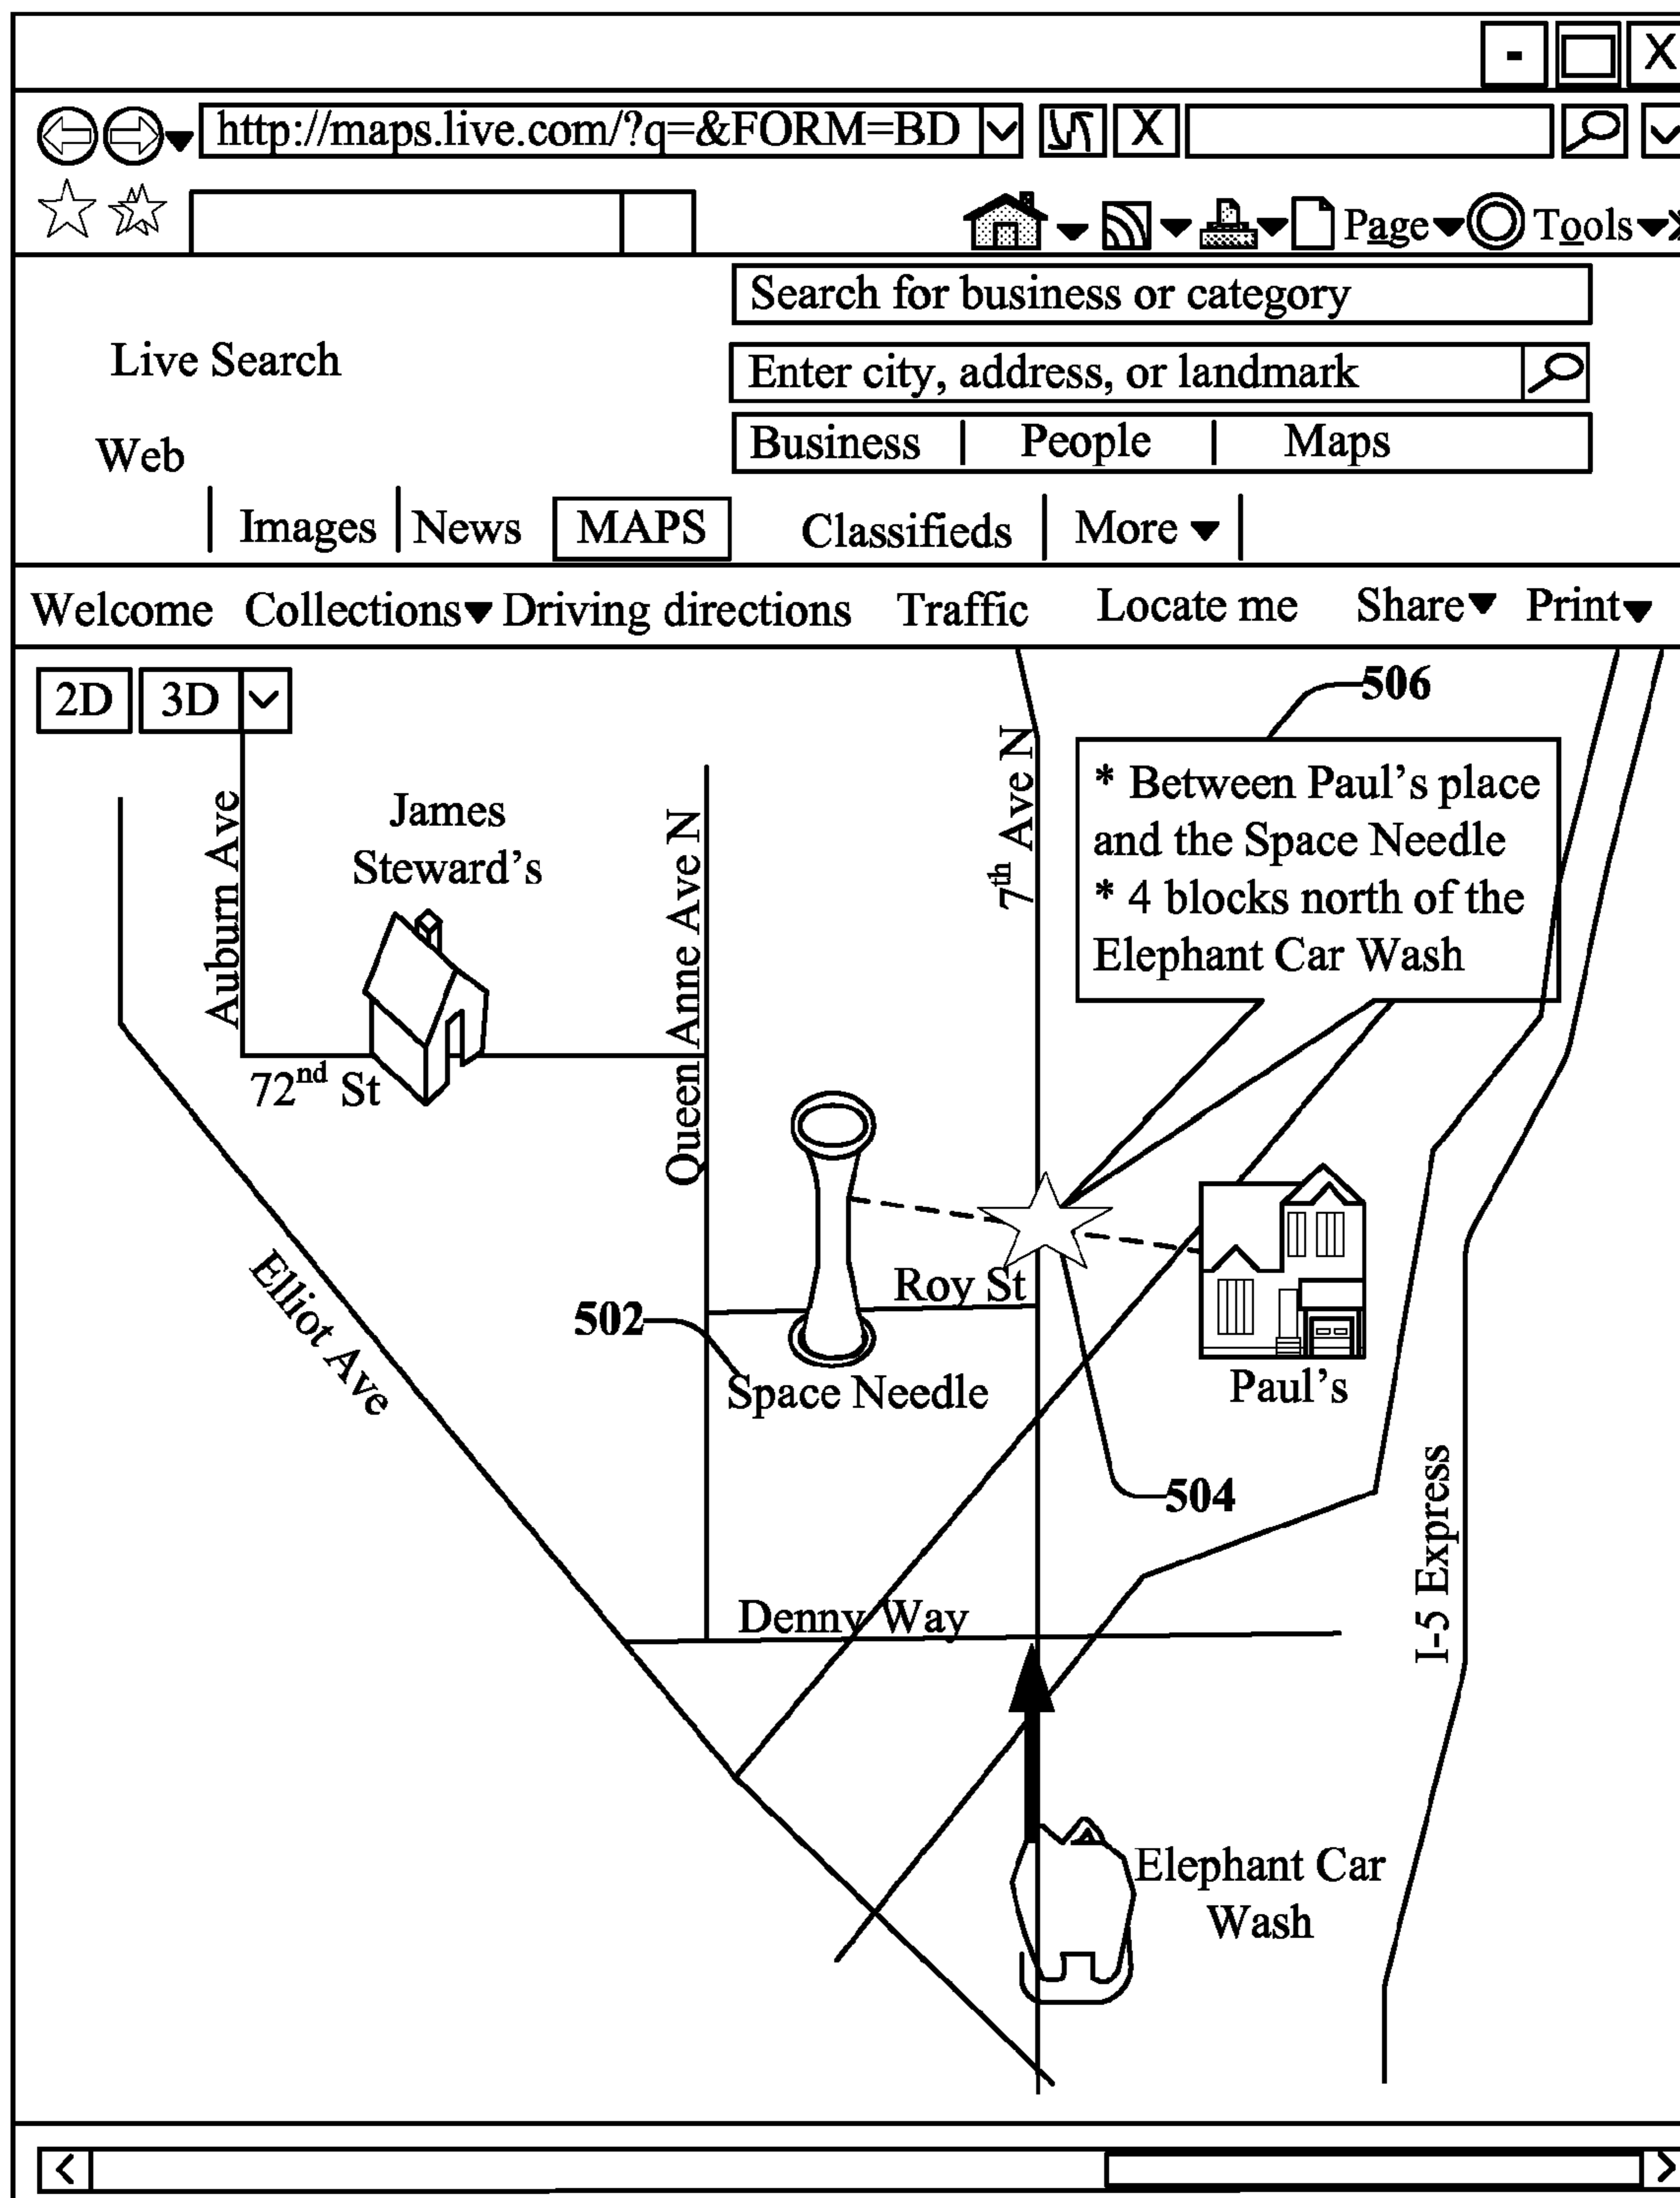 - X
http://maps.live.com/?q=&FORM=BD X
Page Tools
Search for business or category
Live Search
Enter city, address, or landmark
Web
Business | People | Maps
Images | News MAPS Classifieds | More
Welcome Collections Driving directions Traffic Locate me Share Print
2D 3D
506
Auburn Ave
James
Steward's
Queen Anne Ave N
7th Ave N
* Between Paul's place
and the Space Needle
* 4 blocks north of the
Elephant Car Wash
72nd St
Elliot Ave
Roy St
502
Space Needle
Paul's
504
I-5 Express
Denny Way
Elephant Car
Wash